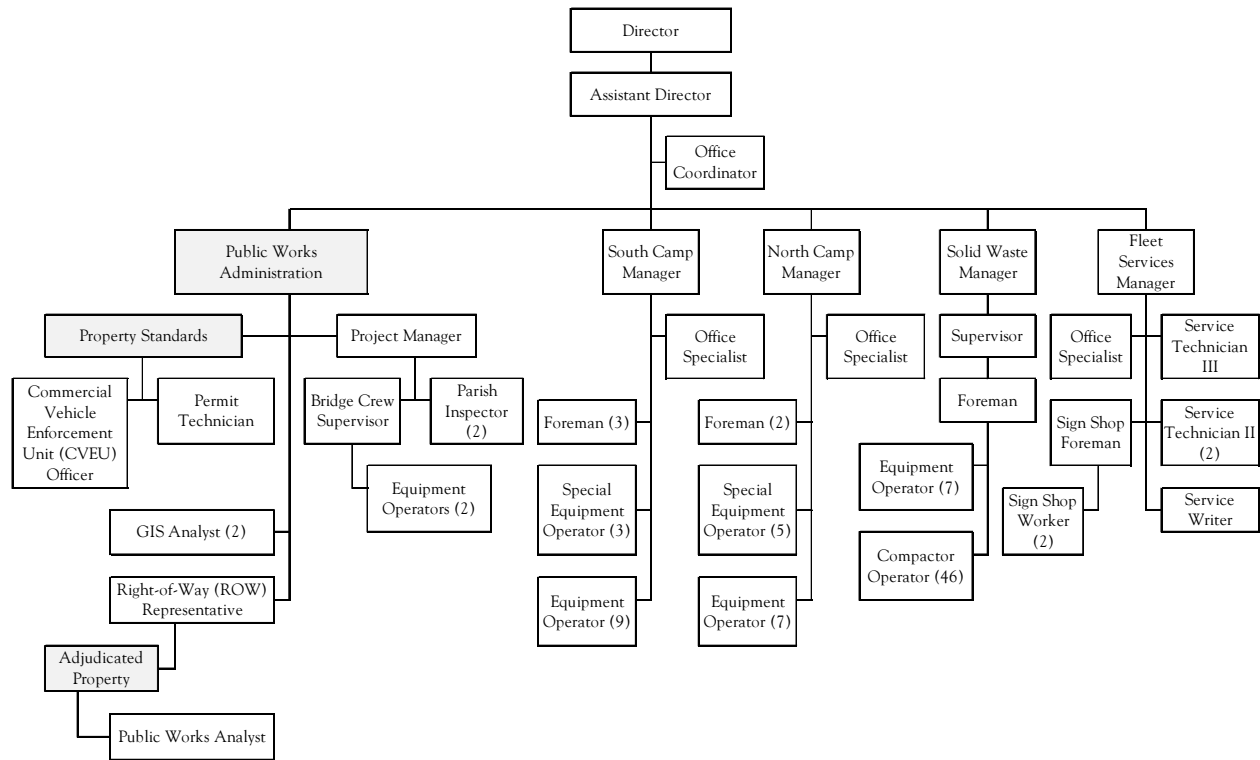 Director
Assistant Director
Office
Coordinator
Public Works
Administration
South Camp
Manager
North Camp
Manager
Solid Waste
Manager
Fleet
Services
Manager
Property Standards
Project Manager
Office
Specialist
Office
Specialist
Supervisor
Office
Specialist
Service
Technician
III
Commercial
Vehicle
Enforcement
Unit (CVEU)
Officer
Permit
Technician
Bridge Crew
Supervisor
Parish
Inspector
(2)
Foreman
Foreman (3)
Foreman (2)
Sign Shop
Foreman
Service
Technician II
(2)
Equipment
Operators (2)
Special
Equipment
Operator (3)
Special
Equipment
Operator (5)
Equipment
Operator (7)
Sign Shop
Worker
(2)
Service
Writer
GIS Analyst (2)
Compactor
Operator (46)
Right-of-Way (ROW)
Representative
Equipment
Operator (9)
Equipment
Operator (7)
Adjudicated
Property
Public Works Analyst